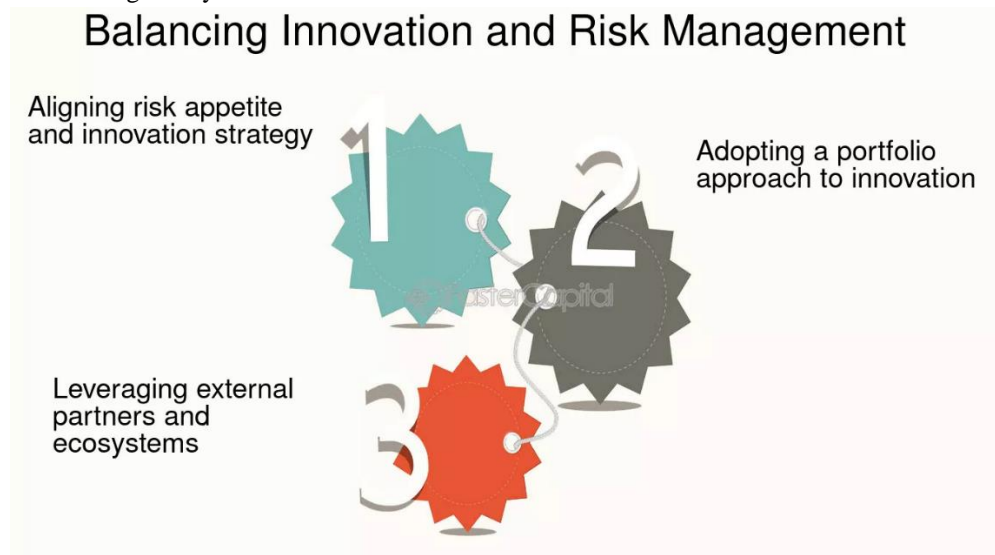 Balancing Innovation and Risk Management
Aligning risk appetite
and innovation strategy
1
2
Adopting a portfolio
approach to innovation
FasterCapital
Leveraging external
partners and
ecosystems
3